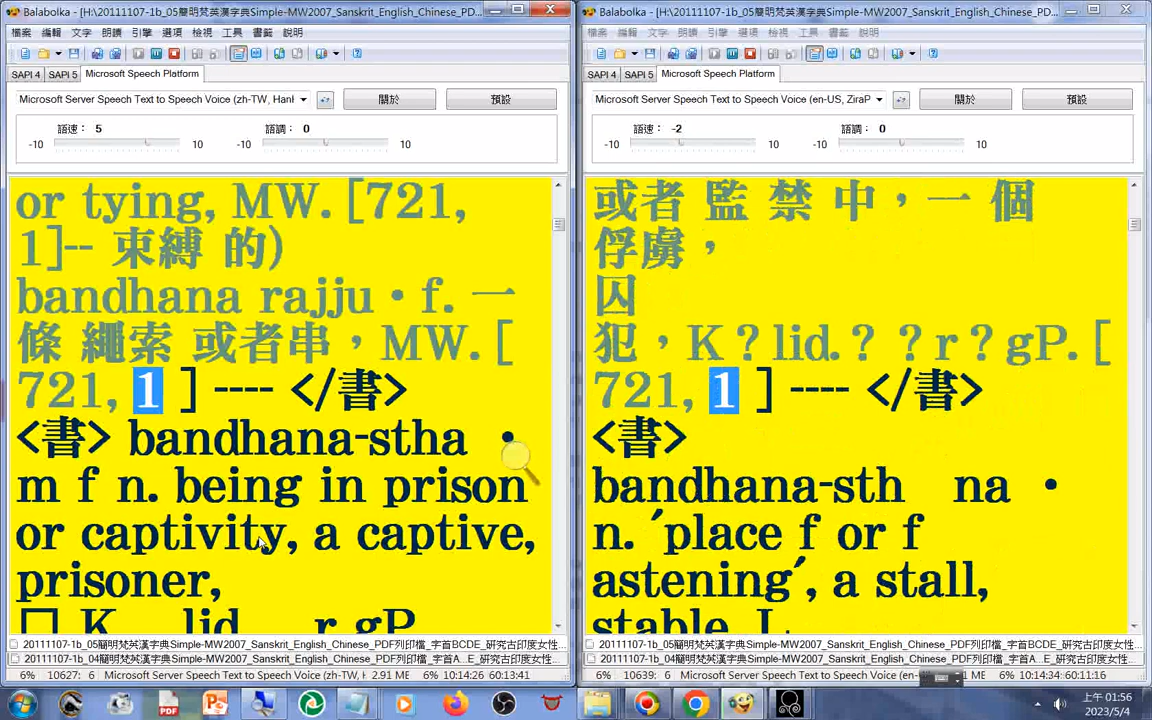 Balabolka - [H:\20111107-1b_05簡明梵英漢字典Simple-MW2007_Sanskrit_English_Chinese_PD...
檔案 編輯 文字 朗讀 引擎 選項 檢視 工具 書籤 說明
SAPI 4 SAPI 5 Microsoft Speech Platform
Microsoft Server Speech Text to Speech Voice (zh-TW, Hanl
關於 預設
語速： 5 語調： 0
-10 10 -10 10
or tying, MW. [721,
1]-- 束縛 的)
bandhana rajju • f. 一
條 繩索 或者串，MW. [
721, 1 ] ---- </書>
<書> bandhana-stha •
m f n. being in prison
or captivity, a captive,
prisoner,
□ K lid. r gP.
20111107-1b_05簡明梵英漢字典Simple-MW2007_Sanskrit_English_Chinese_PDF列印檔_字首BCDE_研究古印度女性...
20111107-1b_04簡明梵英漢字典Simple-MW2007_Sanskrit_English_Chinese_PDF列印檔_字首A...E_研究古印度女性...
6% 10627: 6 Microsoft Server Speech Text to Speech Voice (zh-TW, 2.91 ME 6% 10:14:26 60:13:41
Balabolka - [H:\20111107-1b_05簡明梵英漢字典Simple-MW2007_Sanskrit_English_Chinese_PD...
檔案 編輯 文字 朗讀 引擎 選項 檢視 工具 書籤 說明
SAPI 4 SAPI 5 Microsoft Speech Platform
Microsoft Server Speech Text to Speech Voice (en-US, ZiraP
關於 預設
語速： -2 語調： 0
-10 10 -10 10
或者 監 禁 中，一 個
俘虜，
囚
犯，K？lid.？？r？gP. [
721, 1 ] ---- </書>
<書>
bandhana-sth na •
n. ′place f or f
astening′, a stall,
stable, L
20111107-1b_05簡明梵英漢字典Simple-MW2007_Sanskrit_English_Chinese_PDF列印檔_字首BCDE_研究古印度女性...
20111107-1b_04簡明梵英漢字典Simple-MW2007_Sanskrit_English_Chinese_PDF列印檔_字首A...E_研究古印度女性...
6% 10639: 6 Microsoft Server Speech Text to Speech Voice (en-US, ME 6% 10:14:34 60:11:16
上午 01:56
2023/5/4